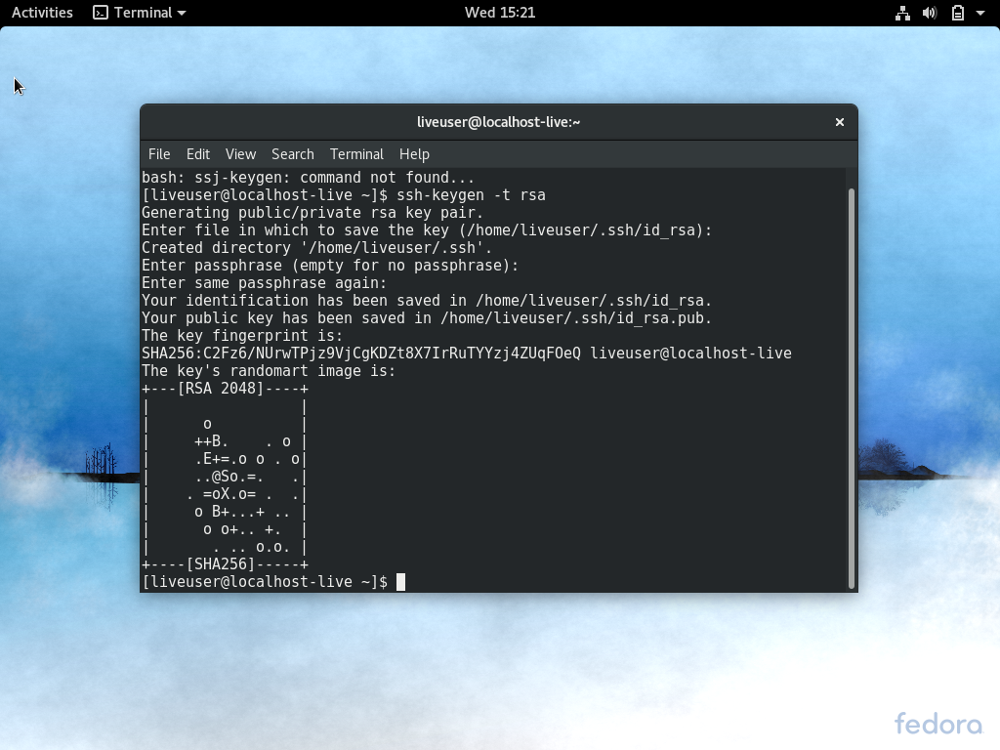 Activities Terminal Wed 15:21
liveuser@localhost-live:~ ×
File Edit View Search Terminal Help
bash: ssj-keygen: command not found...
[liveuser@localhost-live ~]$ ssh-keygen -t rsa
Generating public/private rsa key pair.
Enter file in which to save the key (/home/liveuser/.ssh/id_rsa):
Created directory '/home/liveuser/.ssh'.
Enter passphrase (empty for no passphrase):
Enter same passphrase again:
Your identification has been saved in /home/liveuser/.ssh/id_rsa.
Your public key has been saved in /home/liveuser/.ssh/id_rsa.pub.
The key fingerprint is:
SHA256:C2Fz6/NUrwTPjz9VjCgKDZt8X7IrRuTYYzj4ZUqFOeQ liveuser@localhost-live
The key's randomart image is:
+---[RSA 2048]----+
|                 |
|      o          |
|     ++B.    . o |
|     .E+=.o o . o|
|     ..@So.=.   .|
|    . =oX.o= .  .|
|     o B+...+ .. |
|      o o+.. +.  |
|       . .. o.o. |
+----[SHA256]-----+
[liveuser@localhost-live ~]$
fedora